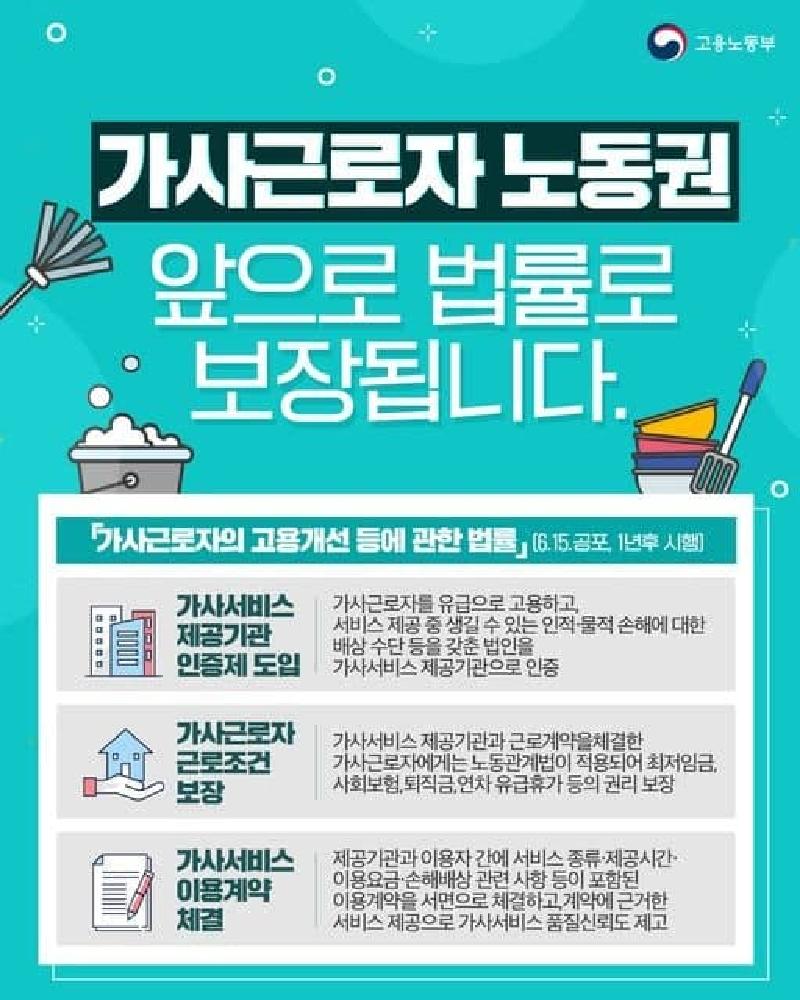 고용노동부
가사근로자 노동권
앞으로 법률로
보장됩니다.
「가사근로자의 고용개선 등에 관한 법률」 (6.15.공포, 1년후 시행)
가사서비스
제공기관
인증제 도입
가사근로자를 유급으로 고용하고,
서비스 제공 중 생길 수 있는 인적·물적 손해에 대한
배상 수단 등을 갖춘 법인을
가사서비스 제공기관으로 인증
가사근로자
근로조건
보장
가사서비스 제공기관과 근로계약을체결한
가사근로자에게는 노동관계법이 적용되어 최저임금,
사회보험,퇴직금,연차 유급휴가 등의 권리 보장
가사서비스
이용계약
체결
제공기관과 이용자 간에 서비스 종류·제공시간·
이용요금·손해배상 관련 사항 등이 포함된
이용계약을 서면으로 체결하고,계약에 근거한
서비스 제공으로 가사서비스 품질신뢰도 제고